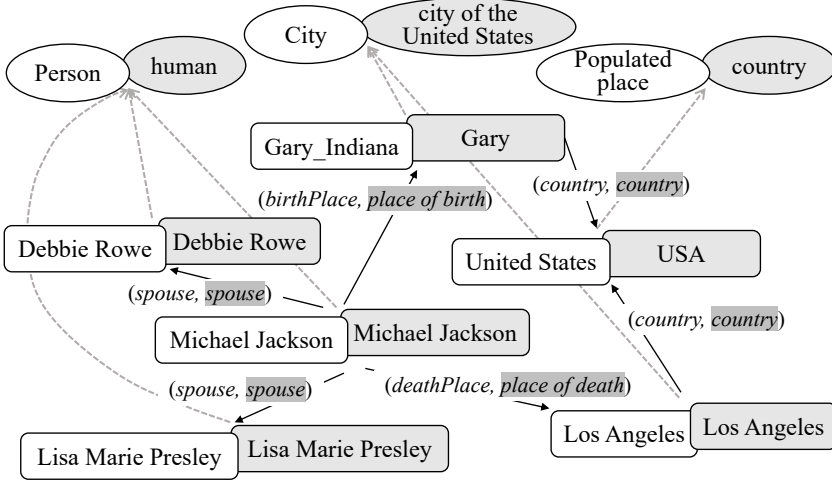 city of the
City
United States
Person
human
Populated
place
country
Gary_Indiana
Gary
(country, country)
(birthPlace, place of birth)
Debbie Rowe
Debbie Rowe
United States
USA
(spouse, spouse)
Michael Jackson
Michael Jackson
(country, country)
(spouse, spouse)
(deathPlace, place of death)
Los Angeles
Los Angeles
Lisa Marie Presley
Lisa Marie Presley